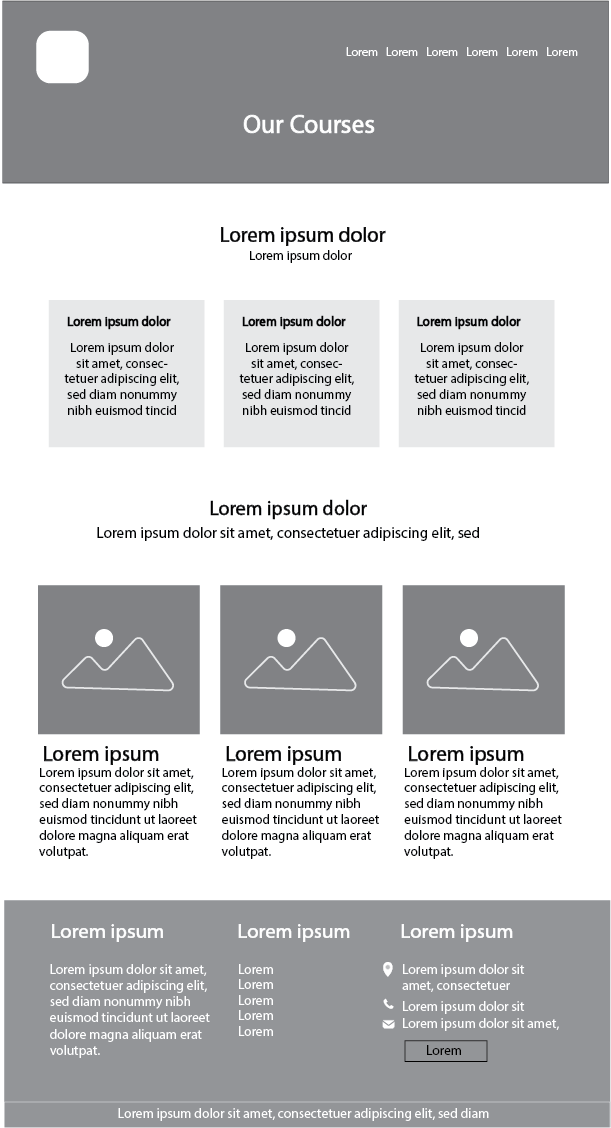 Lorem Lorem Lorem Lorem Lorem Lorem
Our Courses
Lorem ipsum dolor
Lorem ipsum dolor
Lorem ipsum dolor
Lorem ipsum dolor
sit amet, consec-
tetuer adipiscing elit,
sed diam nonummy
nibh euismod tincid
Lorem ipsum dolor
Lorem ipsum dolor
sit amet, consec-
tetuer adipiscing elit,
sed diam nonummy
nibh euismod tincid
Lorem ipsum dolor
Lorem ipsum dolor
sit amet, consec-
tetuer adipiscing elit,
sed diam nonummy
nibh euismod tincid
Lorem ipsum dolor
Lorem ipsum dolor sit amet, consectetuer adipiscing elit, sed
Lorem ipsum
Lorem ipsum dolor sit amet,
consectetuer adipiscing elit,
sed diam nonummy nibh
euismod tincidunt ut laoreet
dolore magna aliquam erat
volutpat.
Lorem ipsum
Lorem ipsum dolor sit amet,
consectetuer adipiscing elit,
sed diam nonummy nibh
euismod tincidunt ut laoreet
dolore magna aliquam erat
volutpat.
Lorem ipsum
Lorem ipsum dolor sit amet,
consectetuer adipiscing elit,
sed diam nonummy nibh
euismod tincidunt ut laoreet
dolore magna aliquam erat
volutpat.
Lorem ipsum
Lorem ipsum dolor sit amet,
consectetuer adipiscing elit,
sed diam nonummy nibh
euismod tincidunt ut laoreet
dolore magna aliquam erat
volutpat.
Lorem ipsum
Lorem
Lorem
Lorem
Lorem
Lorem
Lorem ipsum
Lorem ipsum dolor sit
amet, consectetuer
Lorem ipsum dolor sit
Lorem ipsum dolor sit amet,
Lorem
Lorem ipsum dolor sit amet, consectetuer adipiscing elit, sed diam